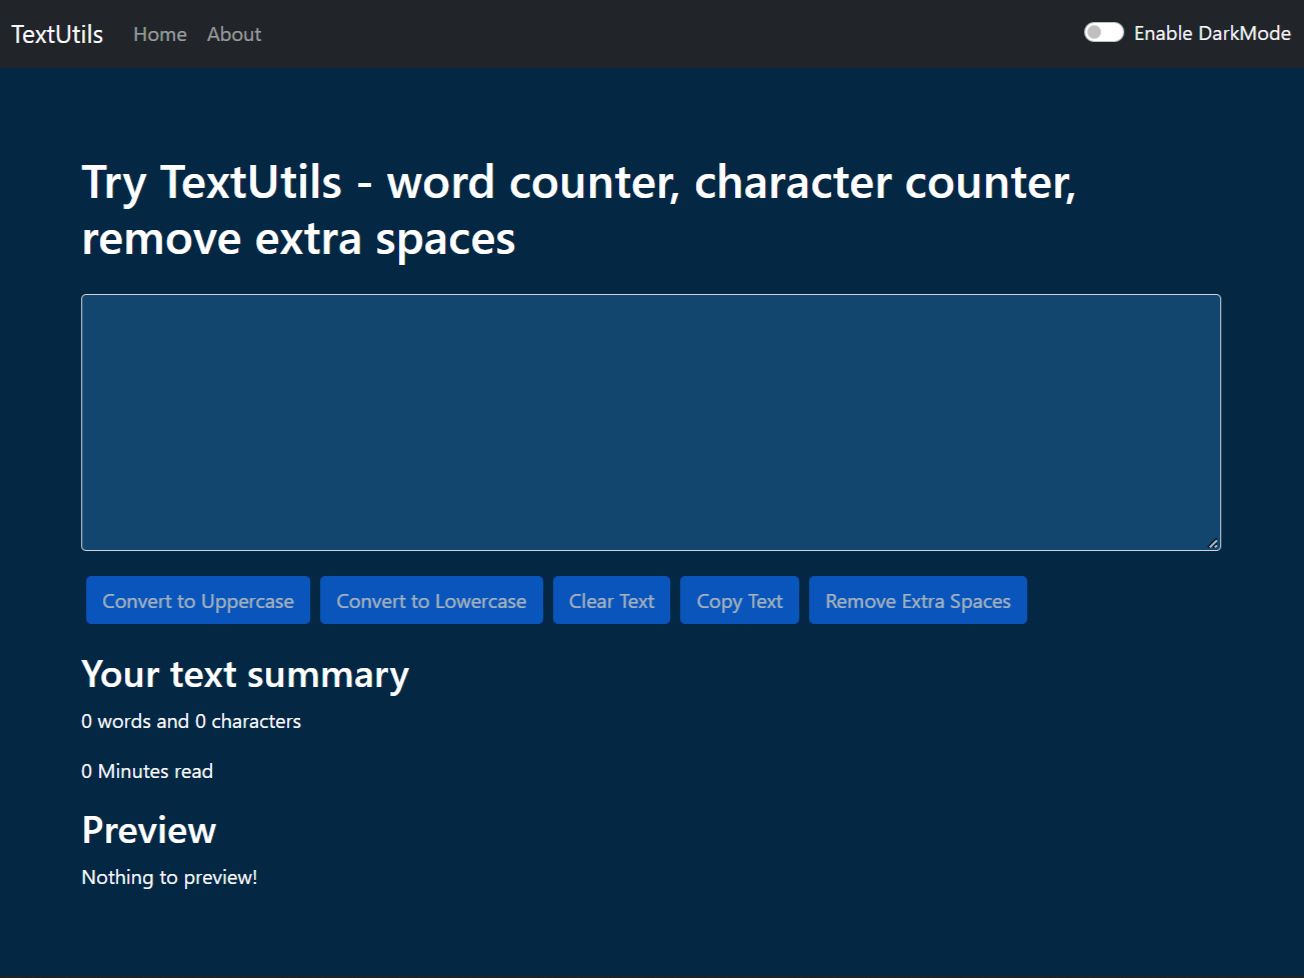 TextUtils Home About Enable DarkMode
Try TextUtils - word counter, character counter,
remove extra spaces
Convert to Uppercase Convert to Lowercase Clear Text Copy Text Remove Extra Spaces
Your text summary
0 words and 0 characters
0 Minutes read
Preview
Nothing to preview!